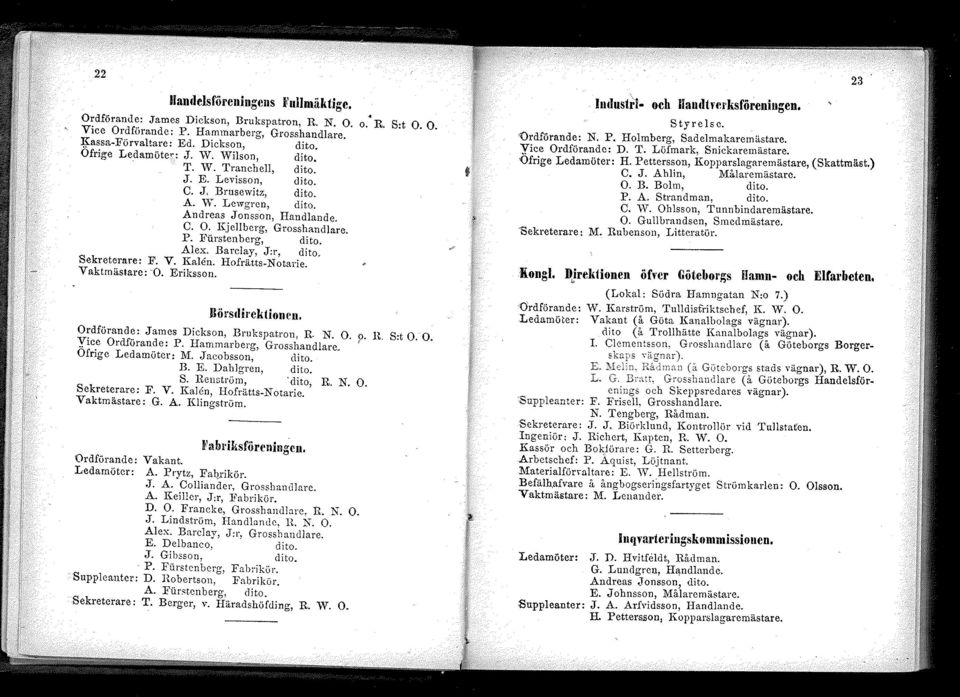 22
Handelsföreningens Fullmäktige.
Ordförande: James Dickson, Brukspatron, R. N. O. o. R. S:t O. O.
Vice Ordförande: P. Hammarberg, Grosshandlare.
Kassa-Förvaltare: Ed. Dickson, dito.
Öfrige Ledamöter: J. W. Wilson, dito.
T. W. Tranchell, dito.
J. E. Levisson, dito.
C. J. Brusewitz, dito.
A. W. Lewgren, dito.
Andreas Jonsson, Handlande.
C. O. Kjellberg, Grosshandlare.
P. Fürstenberg, dito.
Alex. Barclay, J:r, dito.
Sekreterare: F. V. Kalén. Hofrätts-Notarie.
Vaktmästare: O. Eriksson.
Börsdirektionen.
Ordförande: James Dickson, Brukspatron, R. N. O. o. R. S:t O. O.
Vice Ordförande: P. Hammarberg, Grosshandlare.
Öfrige Ledamöter: M. Jacobsson, dito.
B. E. Dahlgren, dito.
S. Renström, dito, R. N. O.
Sekreterare: F. V. Kalén, Hofrätts-Notarie.
Vaktmästare: G. A. Klingström.
Fabriksföreningen.
Ordförande: Vakant.
Ledamöter: A. Prytz, Fabrikör.
J. A. Colliander, Grosshandlare.
A. Keiller, J:r, Fabrikör.
D. O. Francke, Grosshandlare, R. N. O.
J. Lindström, Handlande, R. N. O.
Alex. Barclay, J:r, Grosshandlare.
E. Delbanco, dito.
J. Gibsson, dito.
P. Fürstenberg, Fabrikör.
Suppleanter: D. Robertson, Fabrikör.
A. Fürstenberg, dito.
Sekreterare: T. Berger, v. Häradshöfding, R. W. O.
23
Industri- och Handtverksföreningen.
Styrelse.
Ordförande: N. P. Holmberg, Sadelmakaremästare.
Vice Ordförande: D. T. Löfmark, Snickaremästare.
Öfrige Ledamöter: H. Pettersson, Kopparslagaremästare, (Skattmäst.)
C. J. Ahlin, Målaremästare.
O. B. Bolm, dito.
P. A. Strandman, dito.
C. W. Ohlsson, Tunnbindaremästare.
O. Gullbrandsen, Smedmästare.
Sekreterare: M. Rubenson, Litteratör.
Kongl. Direktionen öfver Göteborgs Hamn- och Elfarbeten.
(Lokal: Södra Hamngatan N:o 7.)
Ordförande: W. Karström, Tulldistriktschef, K. W. O.
Ledamöter: Vakant (å Göta Kanalbolags vägnar).
dito (å Trollhätte Kanalbolags vägnar).
I. Clementsson, Grosshandlare (å Göteborgs Borger-
skaps vägnar).
E. Melin, Rådman (å Göteborgs stads vägnar), R. W. O.
L. G. Bratt, Grosshandlare (å Göteborgs Handelsför-
enings och Skeppsredares vägnar).
Suppleanter: F. Frisell, Grosshandlare.
N. Tengberg, Rådman.
Sekreterare: J. J. Biörklund, Kontrollör vid Tullstaten.
Ingeniör: J. Richert, Kapten, R. W. O.
Kassör och Bokförare: G. R. Setterberg.
Arbetschef: P. Åquist, Löjtnant.
Materialförvaltare: E. W. Hellström.
Befälhafvare å ångbogseringsfartyget Strömkarlen: O. Olsson.
Vaktmästare: M. Lenander.
Inqvarteringskommissionen.
Ledamöter: J. D. Hvitfeldt, Rådman.
G. Lundgren, Handlande.
Andreas Jonsson, dito.
E. Johnsson, Målaremästare.
Suppleanter: J. A. Arfvidsson, Handlande.
H. Pettersson, Kopparslagaremästare.